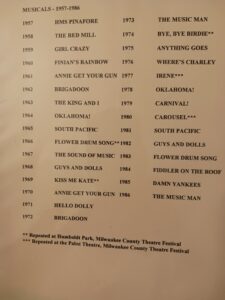 MUSICALS - 1957-1986
1957 HMS PINAFORE
1958 THE RED MILL
1959 GIRL CRAZY
1960 FINIAN'S RAINBOW
1961 ANNIE GET YOUR GUN
1962 BRIGADOON
1963 THE KING AND I
1964 OKLAHOMA!
1965 SOUTH PACIFIC
1966 FLOWER DRUM SONG**
1967 THE SOUND OF MUSIC
1968 GUYS AND DOLLS
1969 KISS ME KATE**
1970 ANNIE GET YOUR GUN
1971 HELLO DOLLY
1972 BRIGADOON
1973 THE MUSIC MAN
1974 BYE, BYE BIRDIE**
1975 ANYTHING GOES
1976 WHERE'S CHARLEY
1977 IRENE***
1978 OKLAHOMA!
1979 CARNIVAL!
1980 CAROUSEL***
1981 SOUTH PACIFIC
1982 GUYS AND DOLLS
1983 FLOWER DRUM SONG
1984 FIDDLER ON THE ROOF
1985 DAMN YANKEES
1986 THE MUSIC MAN
** Repeated at Humboldt Park, Milwaukee County Theatre Festival
*** Repeated at the Pabst Theatre, Milwaukee County Theatre Festival